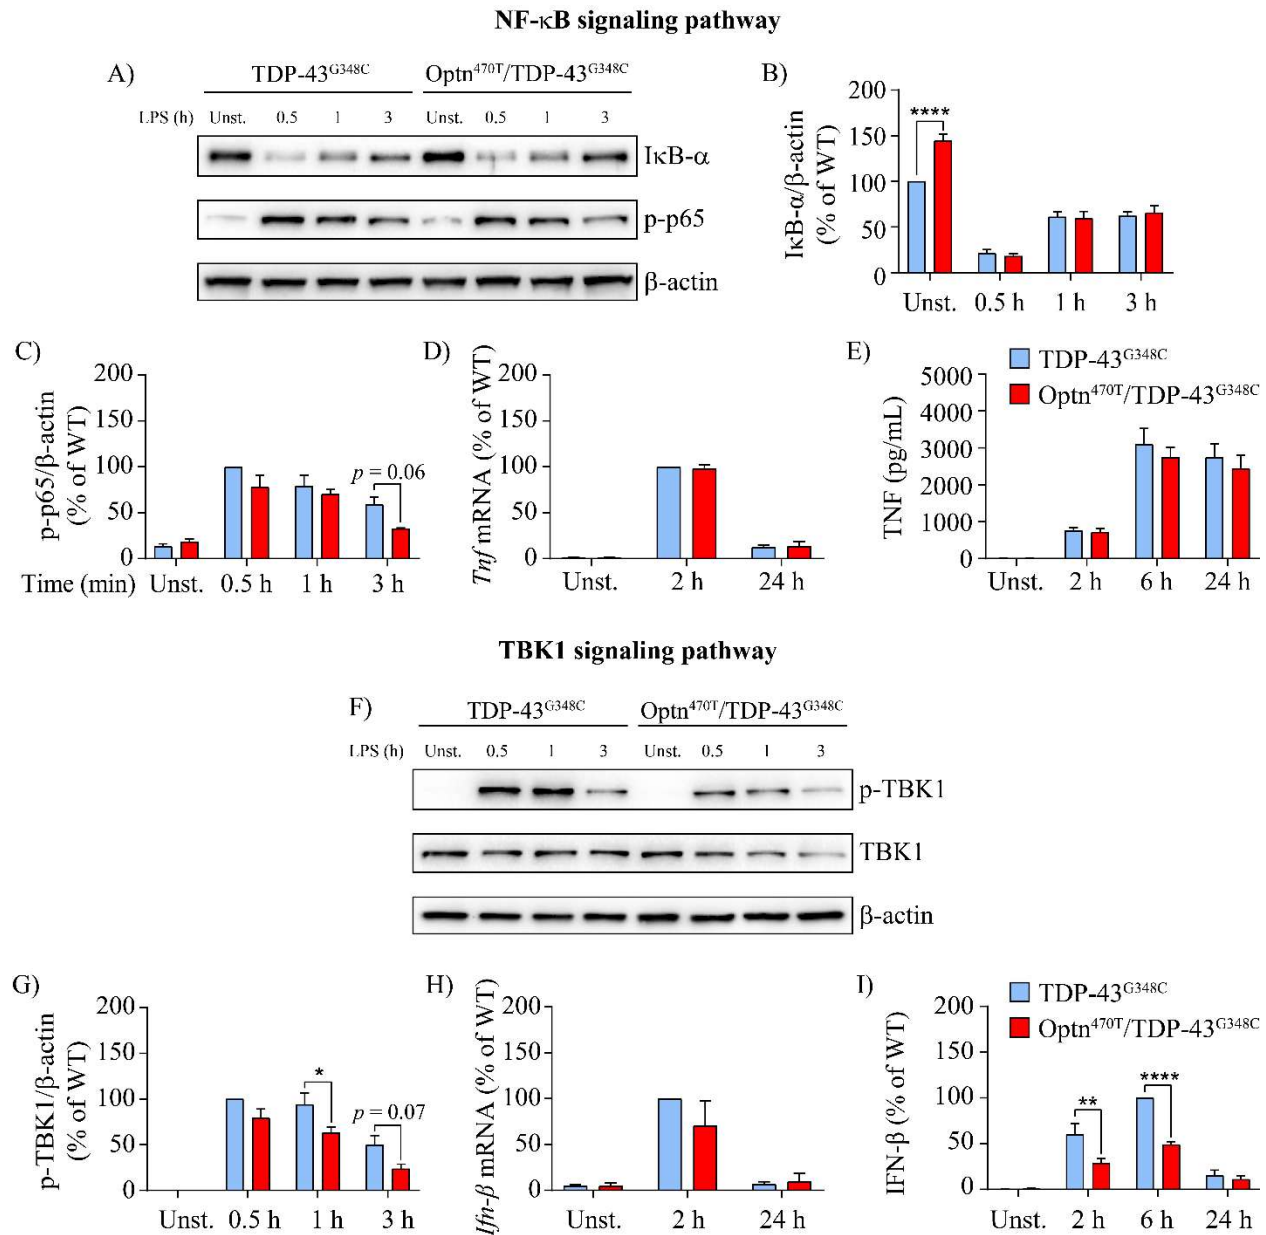 NF-κB signaling pathway
A)
TDP-43G348C Optn470T/TDP-43G348C
LPS (h) Unst. 0.5 1 3 Unst. 0.5 1 3
IκB-α
p-p65
β-actin
B)
IκB-α/β-actin
(% of WT)
200
150
100
50
0
****
Unst. 0.5 h 1 h 3 h
C)
p-p65/β-actin
(% of WT)
200
150
100
50
0
p = 0.06
Time (min) Unst. 0.5 h 1 h 3 h
D)
Tnf mRNA (% of WT)
200
150
100
50
0
Unst. 2 h 24 h
E)
TDP-43G348C
Optn470T/TDP-43G348C
TNF (pg/mL)
5000
4000
3000
2000
1000
0
Unst. 2 h 6 h 24 h
TBK1 signaling pathway
F)
TDP-43G348C Optn470T/TDP-43G348C
LPS (h) Unst. 0.5 1 3 Unst. 0.5 1 3
p-TBK1
TBK1
β-actin
G)
p-TBK1/β-actin
(% of WT)
200
150
100
50
0
*
p = 0.07
Unst. 0.5 h 1 h 3 h
H)
Ifn-β mRNA (% of WT)
200
150
100
50
0
Unst. 2 h 24 h
I)
TDP-43G348C
Optn470T/TDP-43G348C
IFN-β (% of WT)
200
150
100
50
0
**
****
Unst. 2 h 6 h 24 h